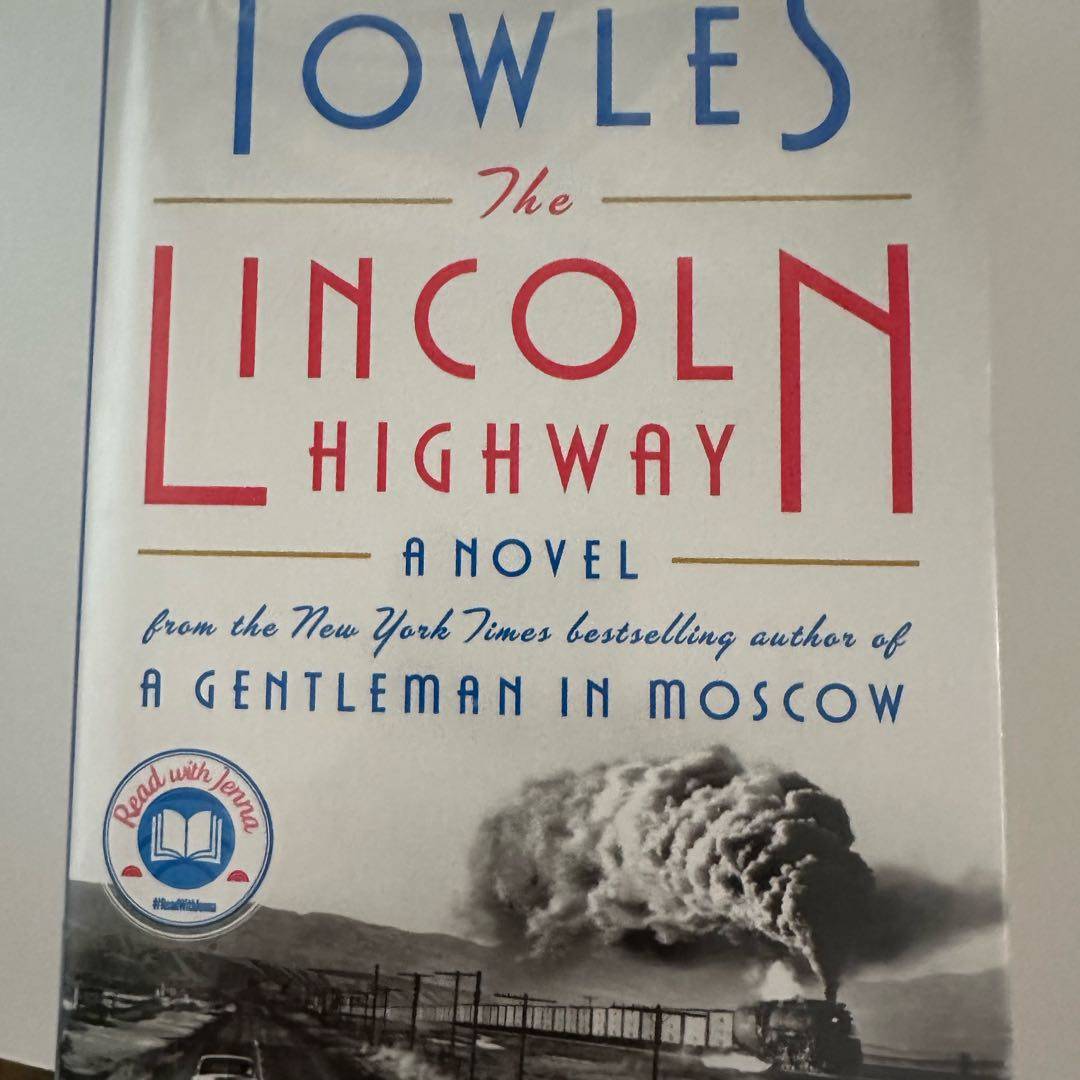 TOWLES
The
LINCOLN
HIGHWAY
A NOVEL
from the New York Times bestselling author of
A GENTLEMAN IN MOSCOW
Read with Jenna
#ReadWithJenna